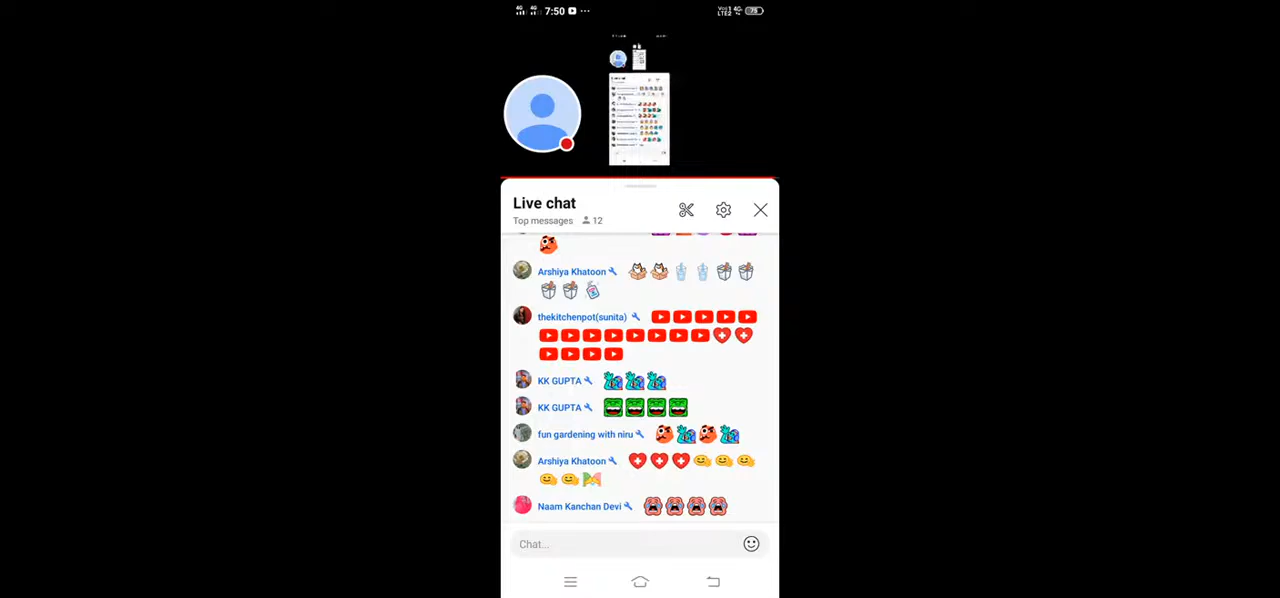 7:50
75
Live chat
Top messages 12
Arshiya Khatoon
thekitchenpot(sunita)
KK GUPTA
KK GUPTA
fun gardening with niru
Arshiya Khatoon
Naam Kanchan Devi
Chat...